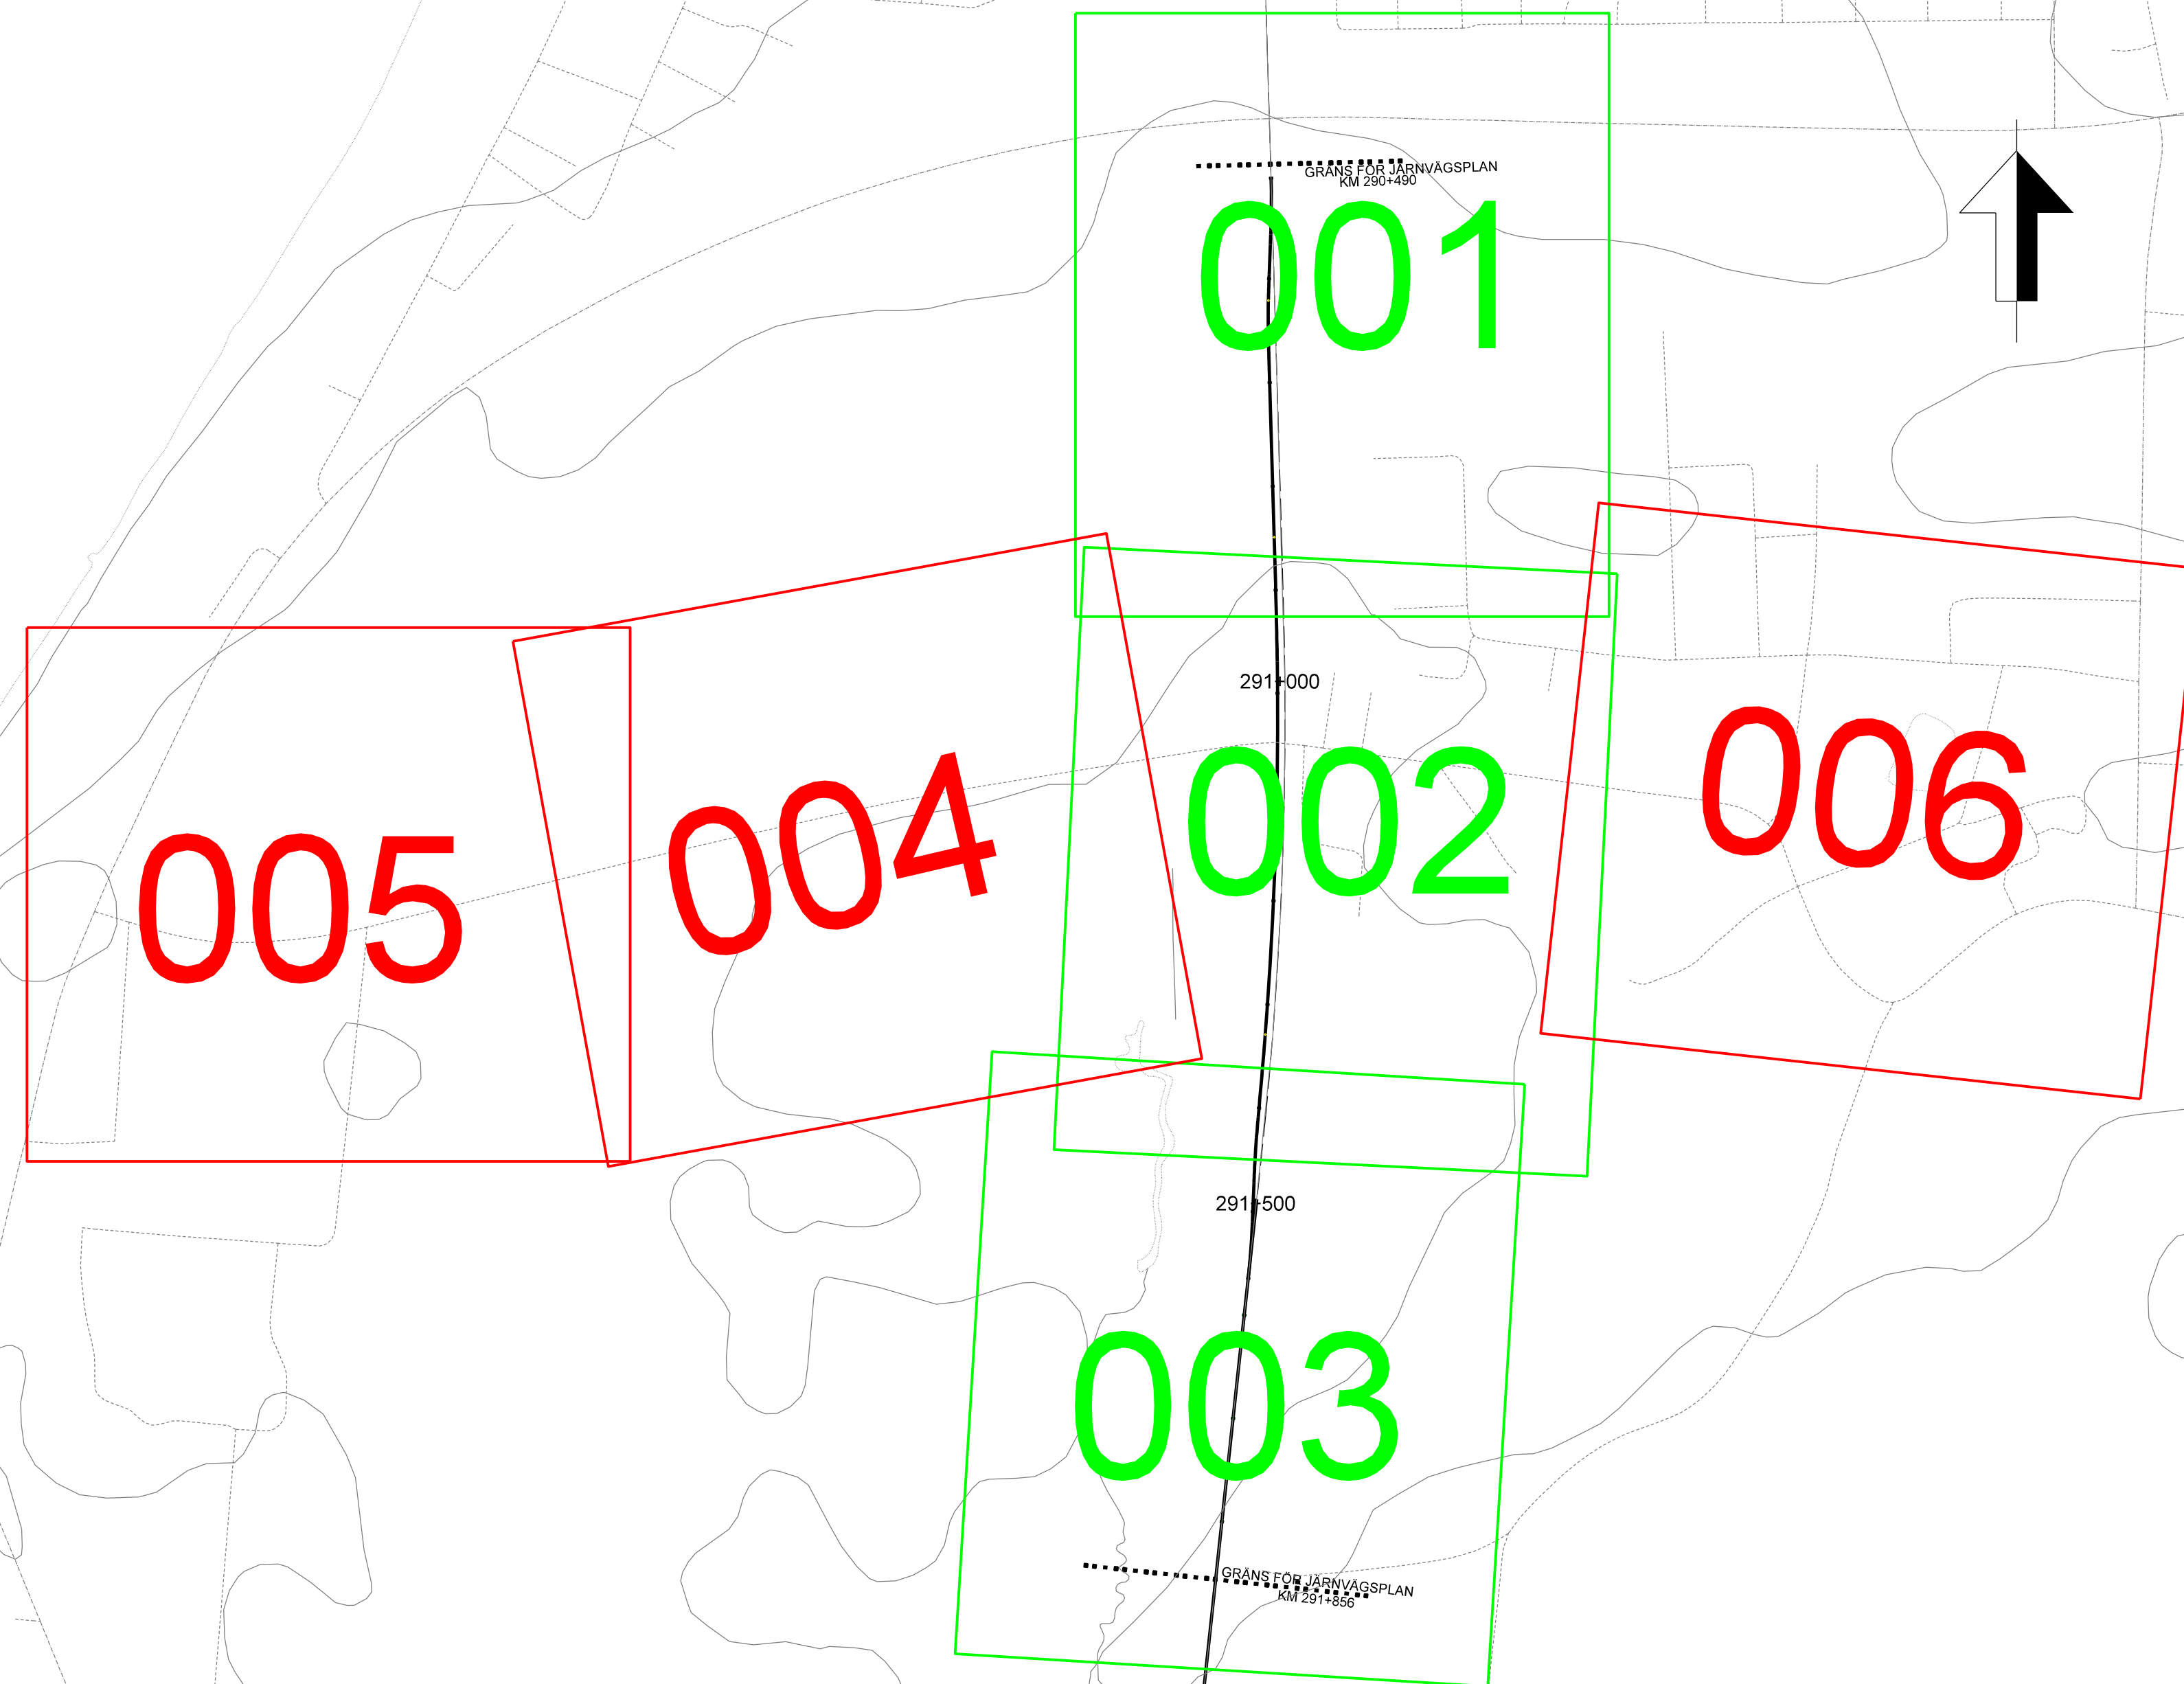 GRÄNS FÖR JÄRNVÄGSPLAN
KM 290+490
001
291+000
005
004
002
006
291+500
003
GRÄNS FÖR JÄRNVÄGSPLAN
KM 291+856